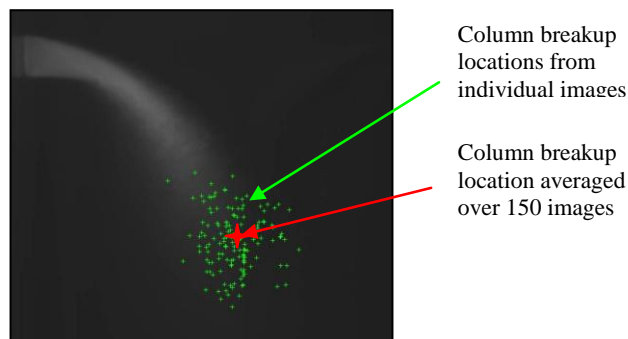 Column breakup
locations from
individual images
Column breakup
location averaged
over 150 images